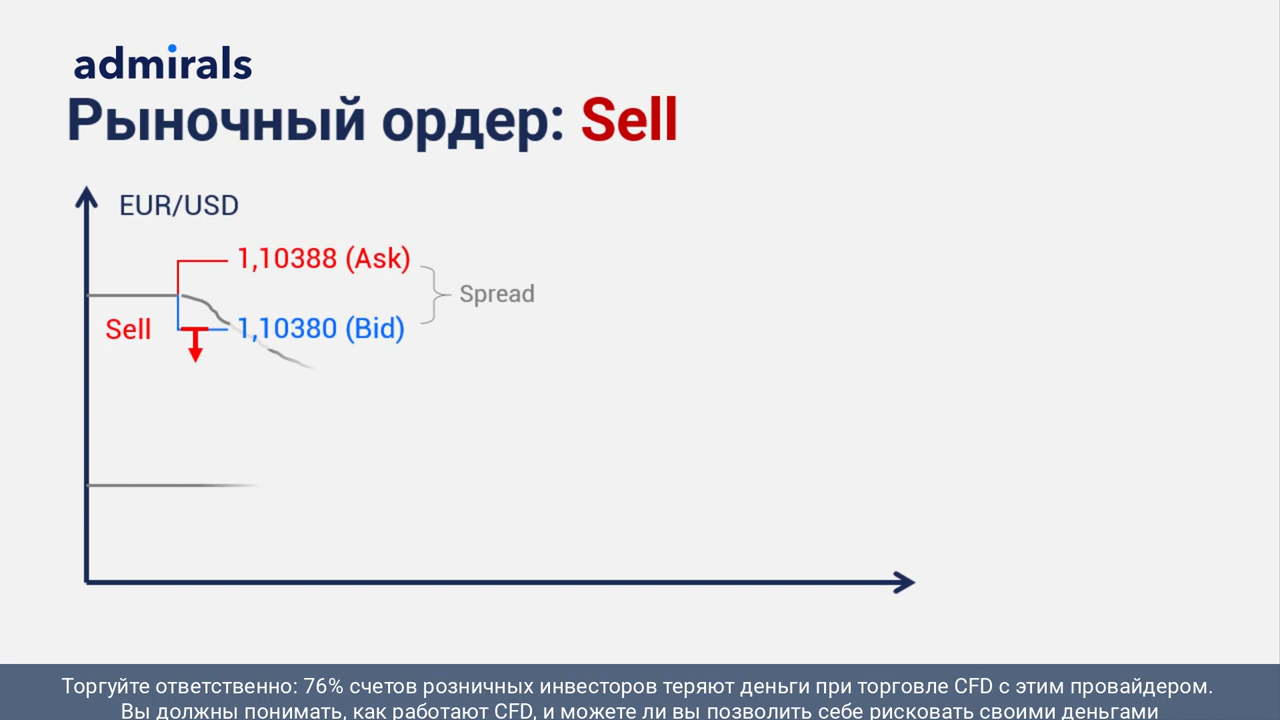 admirals
Рыночный ордер: Sell
EUR/USD
1,10388 (Ask)
Spread
Sell
1,10380 (Bid)
Торгуйте ответственно: 76% счетов розничных инвесторов теряют деньги при торговле CFD с этим провайдером.
Вы должны понимать, как работают CFD, и можете ли вы позволить себе рисковать своими деньгами